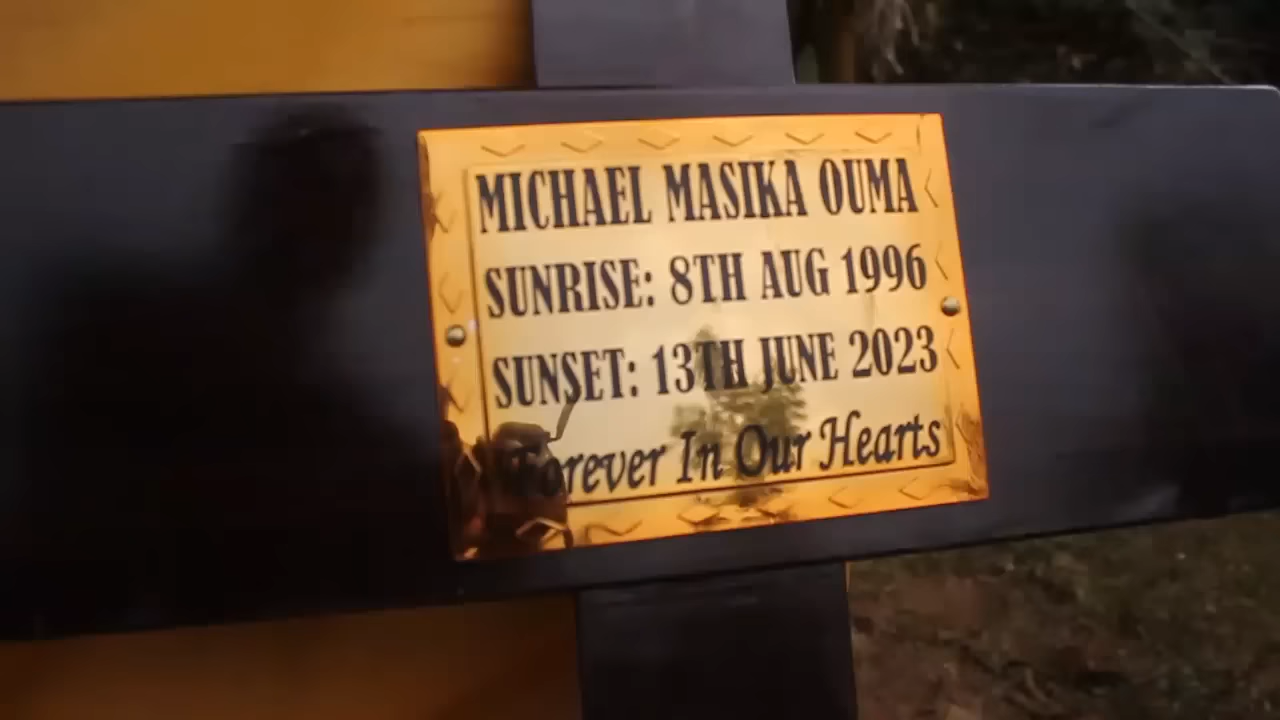 MICHAEL MASIKA OUMA
SUNRISE: 8TH AUG 1996
SUNSET: 13TH JUNE 2023
Forever In Our Hearts